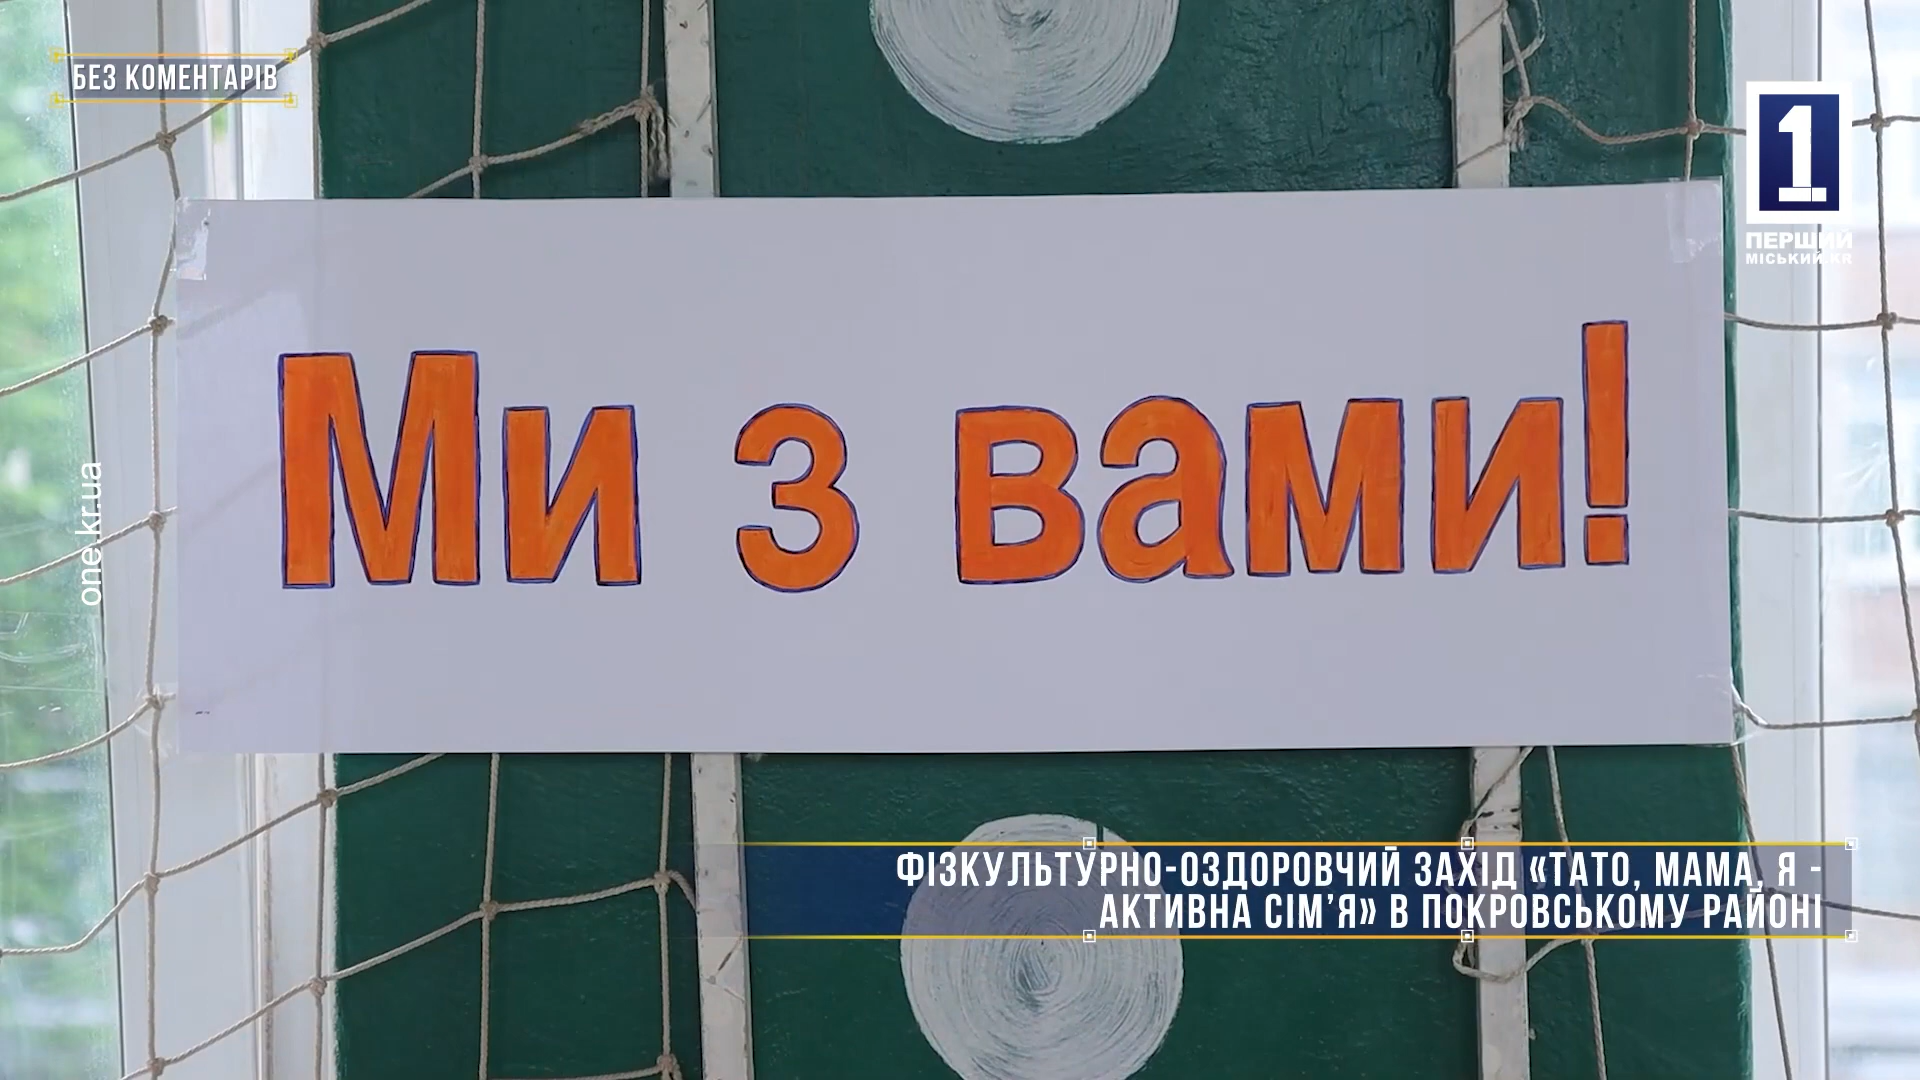 БЕЗ КОМЕНТАРІВ
1
ПЕРШИЙ
МІСЬКИЙ.KR
Ми з вами!
one.kr.ua
ФІЗКУЛЬТУРНО-ОЗДОРОВЧИЙ ЗАХІД «ТАТО, МАМА, Я -
АКТИВНА СІМ’Я» В ПОКРОВСЬКОМУ РАЙОНІ